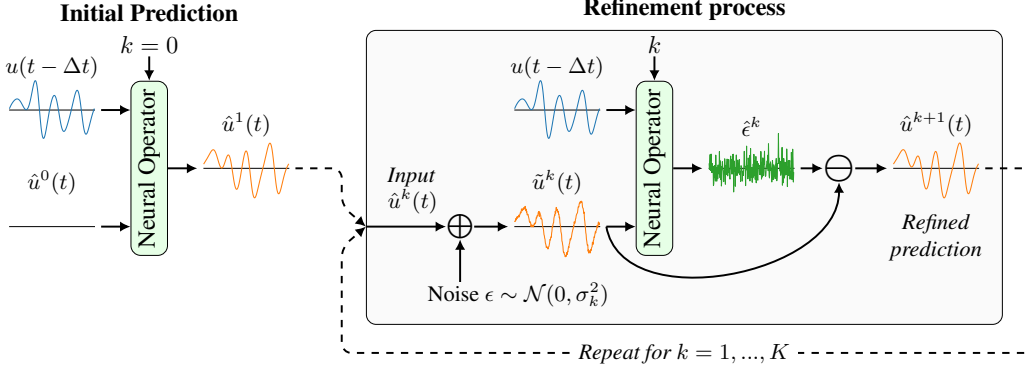 Initial Prediction
k = 0
u(t − Δt)
Neural Operator
û¹(t)
û⁰(t)
Refinement process
k
u(t − Δt)
Neural Operator
ε̂ᵏ
ûᵏ⁺¹(t)
Input
ûᵏ(t)
ũᵏ(t)
Refined
prediction
Noise ϵ ∼ 𝒩(0, σₖ²)
Repeat for k = 1, ..., K